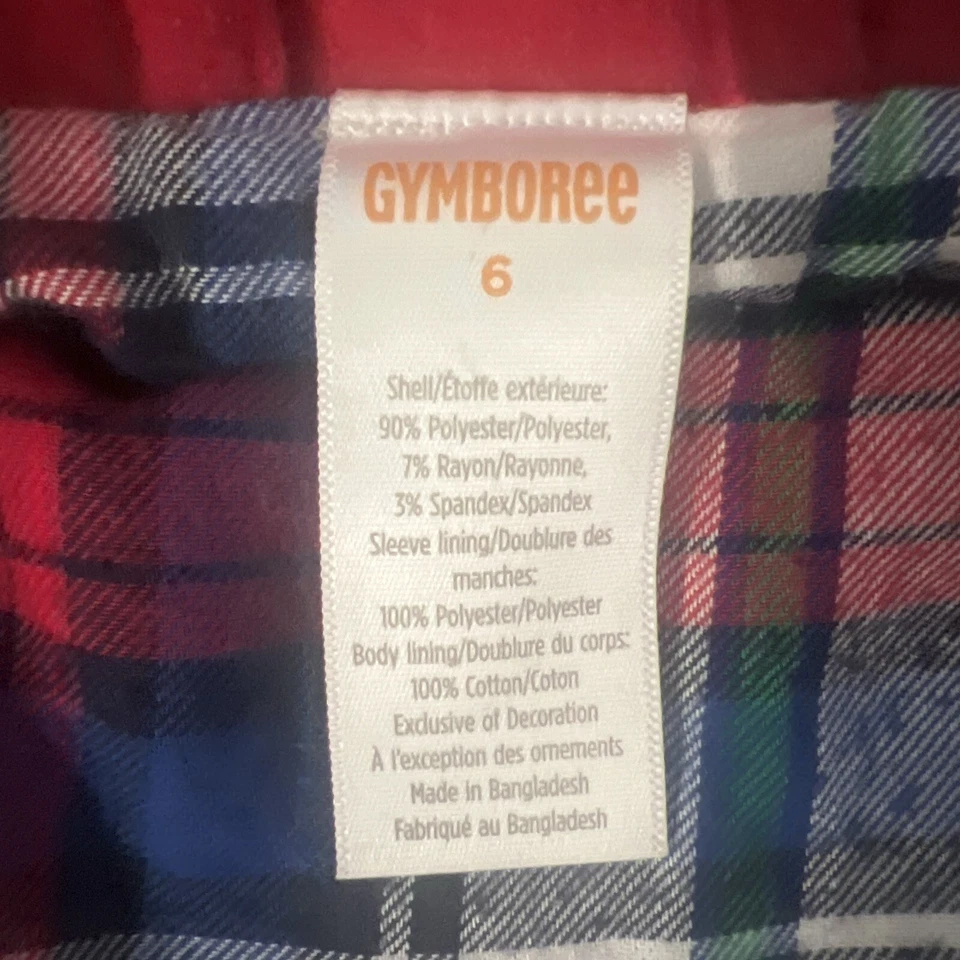 GYMBOREE
6
Shell/Étoffe extérieure:
90% Polyester/Polyester,
7% Rayon/Rayonne,
3% Spandex/Spandex
Sleeve lining/Doublure des
manches:
100% Polyester/Polyester
Body lining/Doublure du corps:
100% Cotton/Coton
Exclusive of Decoration
À l'exception des ornements
Made in Bangladesh
Fabriqué au Bangladesh